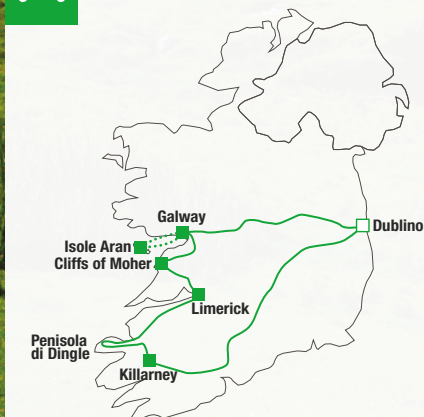 Galway
Dublino
Isole Aran
Cliffs of Moher
Limerick
Penisola
di Dingle
Killarney